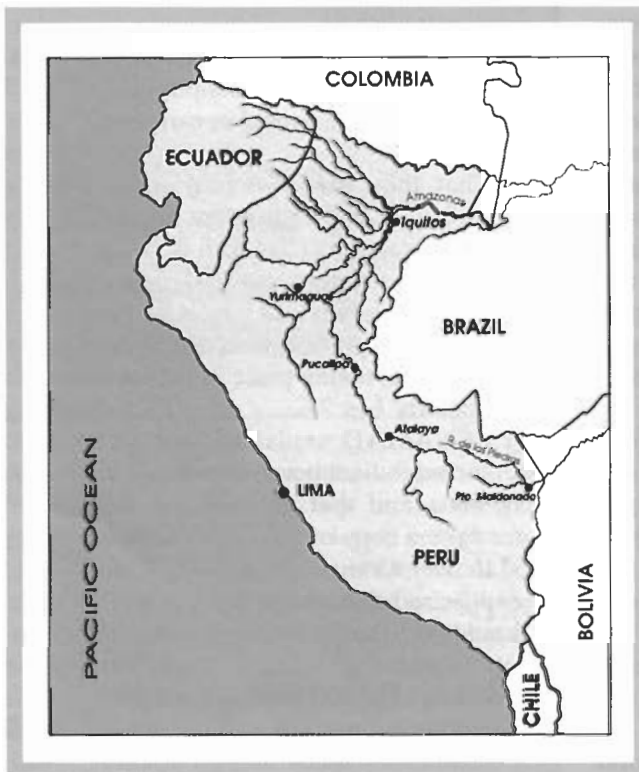 COLOMBIA
ECUADOR
Amazonas
Iquitos
Yurimaguas
BRAZIL
Pucallpa
Atalaya
R. de las Piedras
Pto. Maldonado
LIMA
PERU
PACIFIC OCEAN
BOLIVIA
CHILE